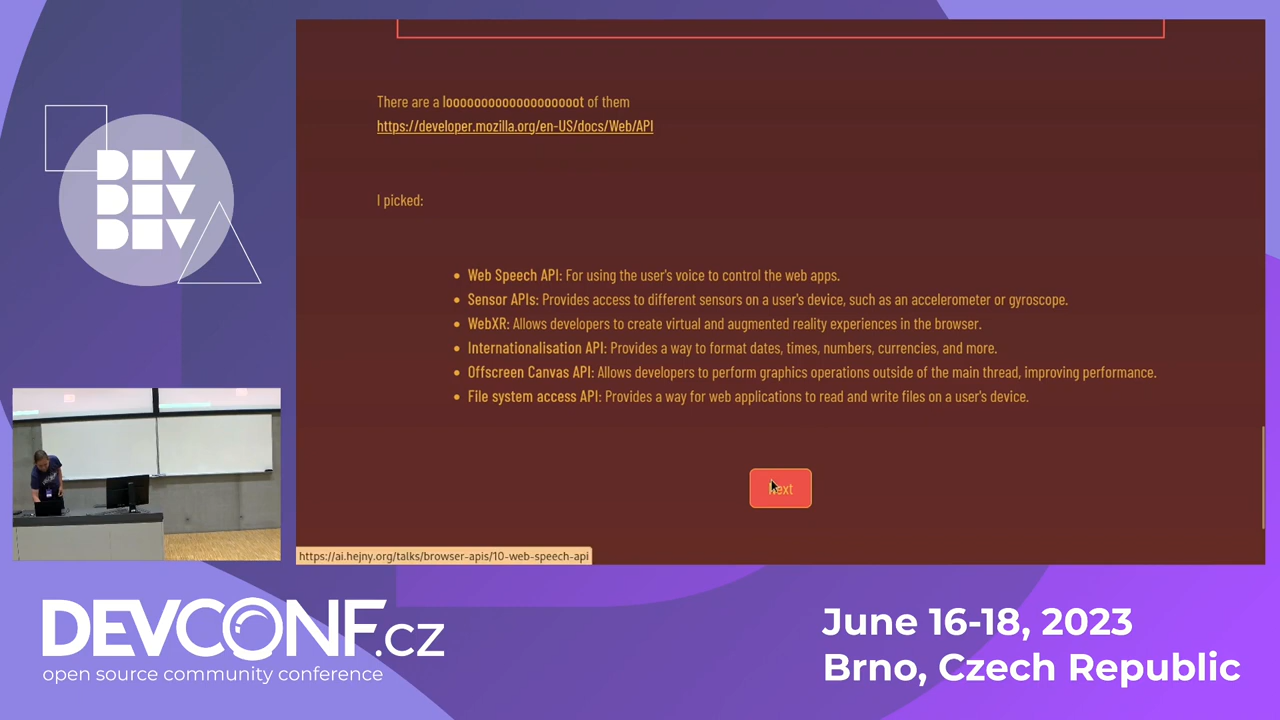 There are a looooooooooooooooooot of them
https://developer.mozilla.org/en-US/docs/Web/API
I picked:
• Web Speech API: For using the user's voice to control the web apps.
• Sensor APIs: Provides access to different sensors on a user's device, such as an accelerometer or gyroscope.
• WebXR: Allows developers to create virtual and augmented reality experiences in the browser.
• Internationalisation API: Provides a way to format dates, times, numbers, currencies, and more.
• Offscreen Canvas API: Allows developers to perform graphics operations outside of the main thread, improving performance.
• File system access API: Provides a way for web applications to read and write files on a user's device.
Next
https://ai.hejny.org/talks/browser-apis/10-web-speech-api
DEV
DEV
DEV
DEVCONF.cz
open source community conference
June 16-18, 2023
Brno, Czech Republic